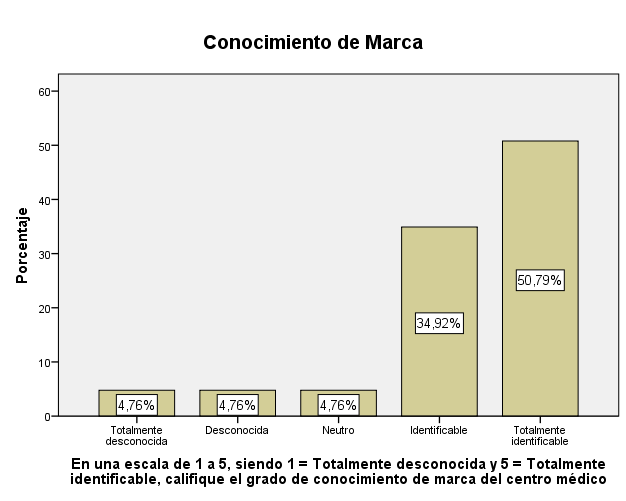 Conocimiento de Marca
Porcentaje
60
50
40
30
20
10
0
4,76%
4,76%
4,76%
34,92%
50,79%
Totalmente
desconocida
Desconocida
Neutro
Identificable
Totalmente
identificable
En una escala de 1 a 5, siendo 1 = Totalmente desconocida y 5 = Totalmente
identificable, califique el grado de conocimiento de marca del centro médico